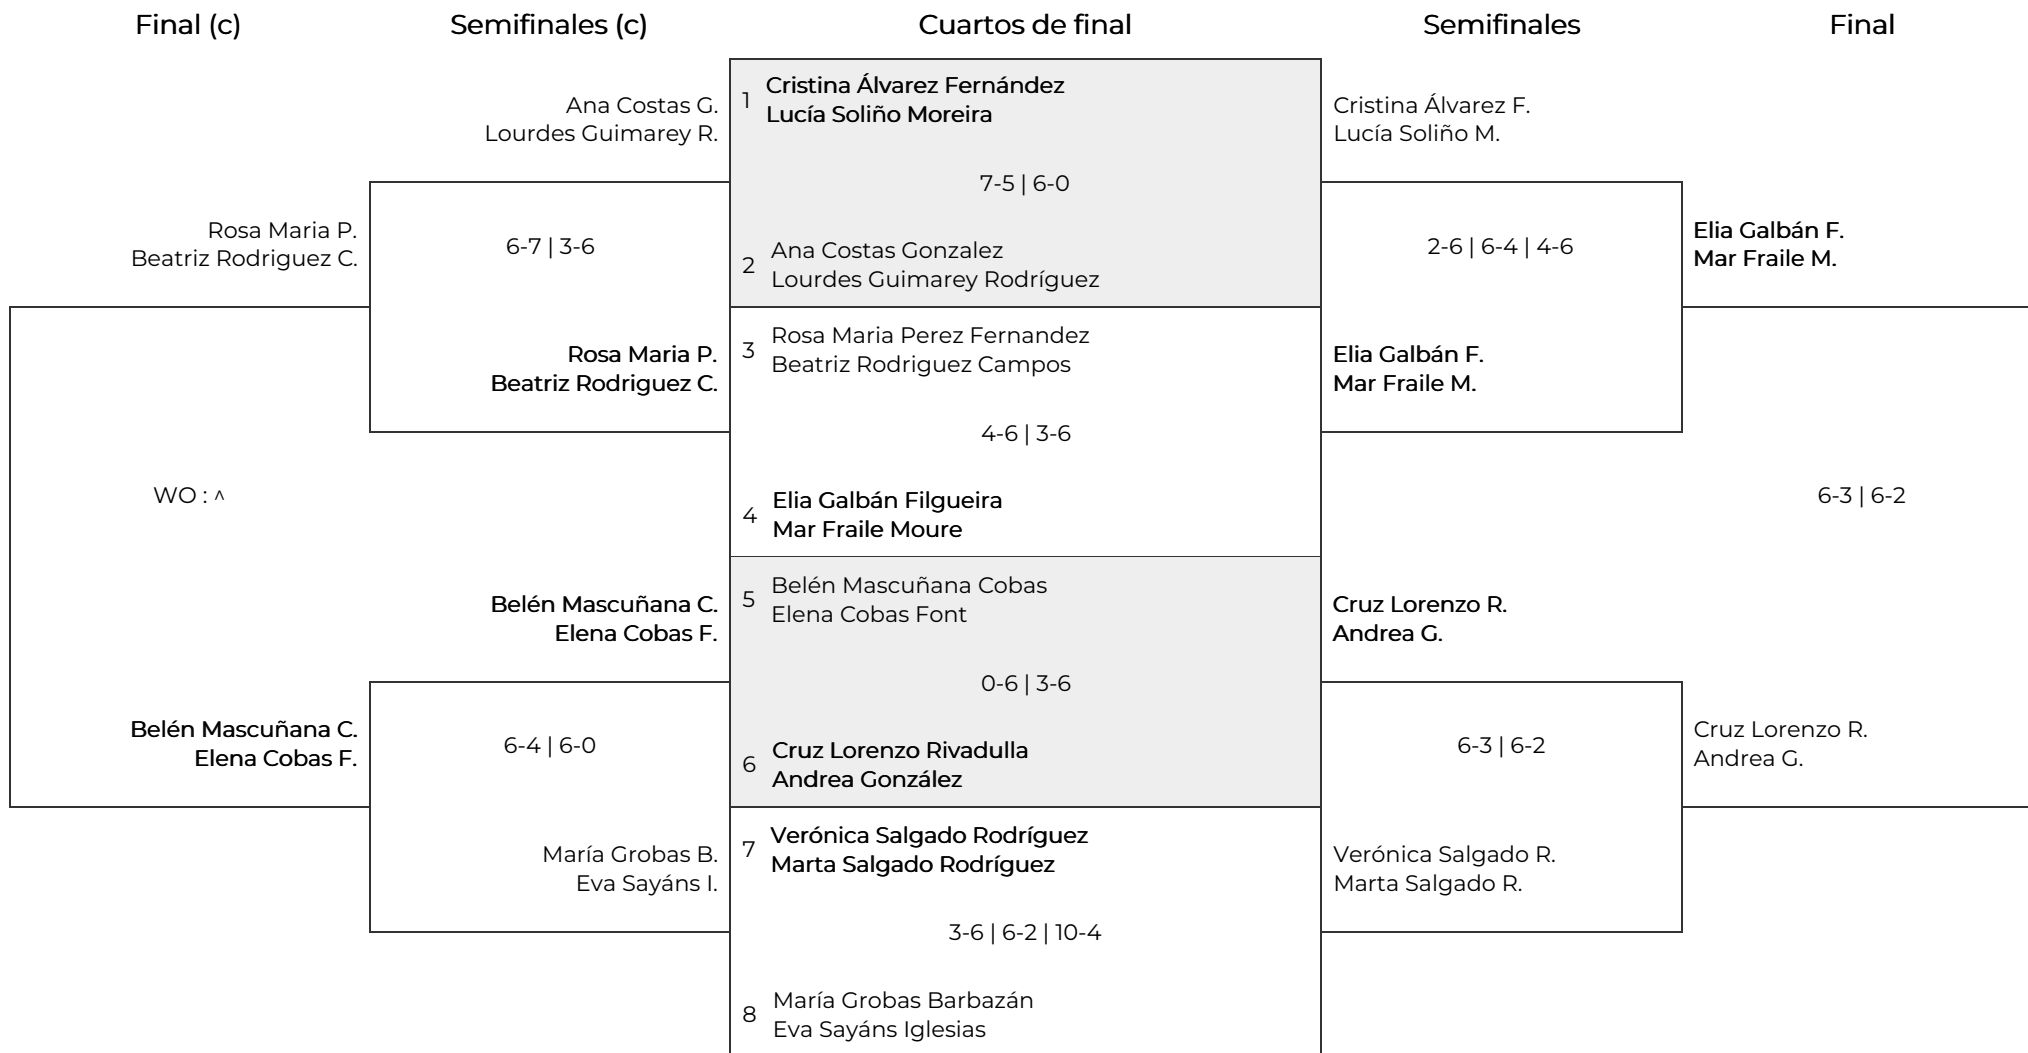 Final (c)
Semifinales (c)
Cuartos de final
Semifinales
Final
Rosa Maria P.
Beatriz Rodriguez C.
WO : ^
Belén Mascuñana C.
Elena Cobas F.
Ana Costas G.
Lourdes Guimarey R.
6-7 | 3-6
Rosa Maria P.
Beatriz Rodriguez C.
Belén Mascuñana C.
Elena Cobas F.
6-4 | 6-0
María Grobas B.
Eva Sayáns I.
1
Cristina Álvarez Fernández
Lucía Soliño Moreira
7-5 | 6-0
2
Ana Costas Gonzalez
Lourdes Guimarey Rodríguez
3
Rosa Maria Perez Fernandez
Beatriz Rodriguez Campos
4-6 | 3-6
4
Elia Galbán Filgueira
Mar Fraile Moure
5
Belén Mascuñana Cobas
Elena Cobas Font
0-6 | 3-6
6
Cruz Lorenzo Rivadulla
Andrea González
7
Verónica Salgado Rodríguez
Marta Salgado Rodríguez
3-6 | 6-2 | 10-4
8
María Grobas Barbazán
Eva Sayáns Iglesias
Cristina Álvarez F.
Lucía Soliño M.
2-6 | 6-4 | 4-6
Elia Galbán F.
Mar Fraile M.
Cruz Lorenzo R.
Andrea G.
6-3 | 6-2
Verónica Salgado R.
Marta Salgado R.
Elia Galbán F.
Mar Fraile M.
6-3 | 6-2
Cruz Lorenzo R.
Andrea G.